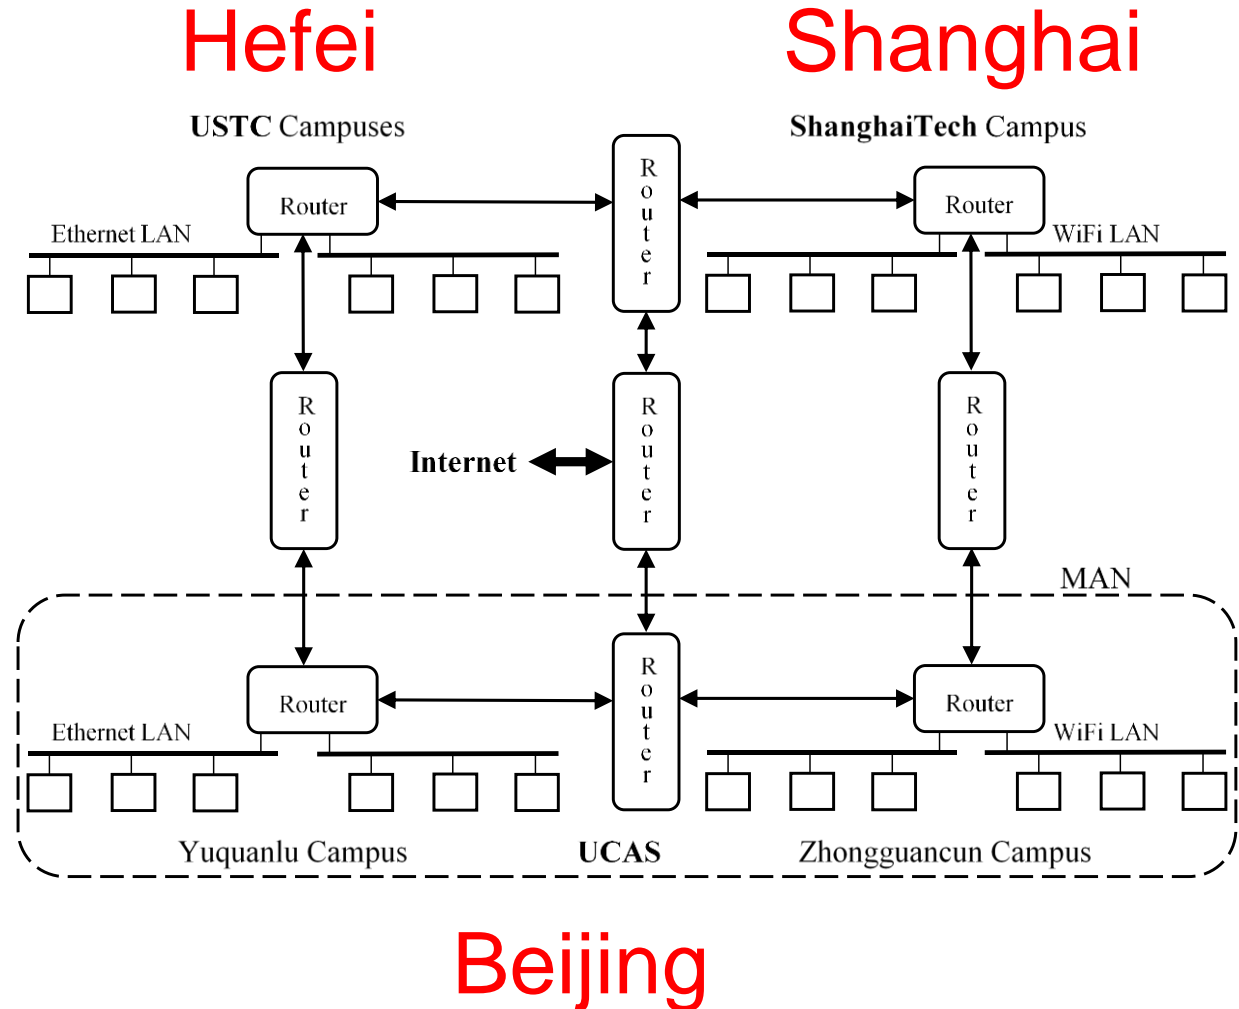 Hefei
Shanghai
USTC Campuses
ShanghaiTech Campus
Router
Router
Router
Ethernet LAN
WiFi LAN
Router
Internet
Router
Router
MAN
Router
Router
Router
Ethernet LAN
WiFi LAN
Yuquanlu Campus
UCAS
Zhongguancun Campus
Beijing